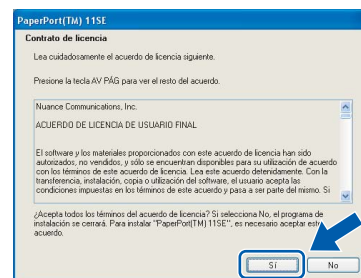 PaperPort(TM) 11SE
Contrato de licencia
Lea cuidadosamente el acuerdo de licencia siguiente.
Presione la tecla AV PÁG para ver el resto del acuerdo.
Nuance Communications, Inc.
ACUERDO DE LICENCIA DE USUARIO FINAL
El software y los materiales proporcionados con este acuerdo de licencia han sido
autorizados, no vendidos, y sólo se encuentran disponibles para su utilización de acuerdo
con los términos de este acuerdo de licencia. Lea este acuerdo detenidamente. Con la
transferencia, instalación, copia o utilización del software, el usuario acepta las
condiciones impuestas en los términos de este acuerdo y pasa a ser parte del mismo. Si
¿Acepta todos los términos del acuerdo de licencia? Si selecciona No, el programa de
instalación se cerrará. Para instalar "PaperPort(TM) 11SE", es necesario aceptar este
acuerdo.
Sí
No